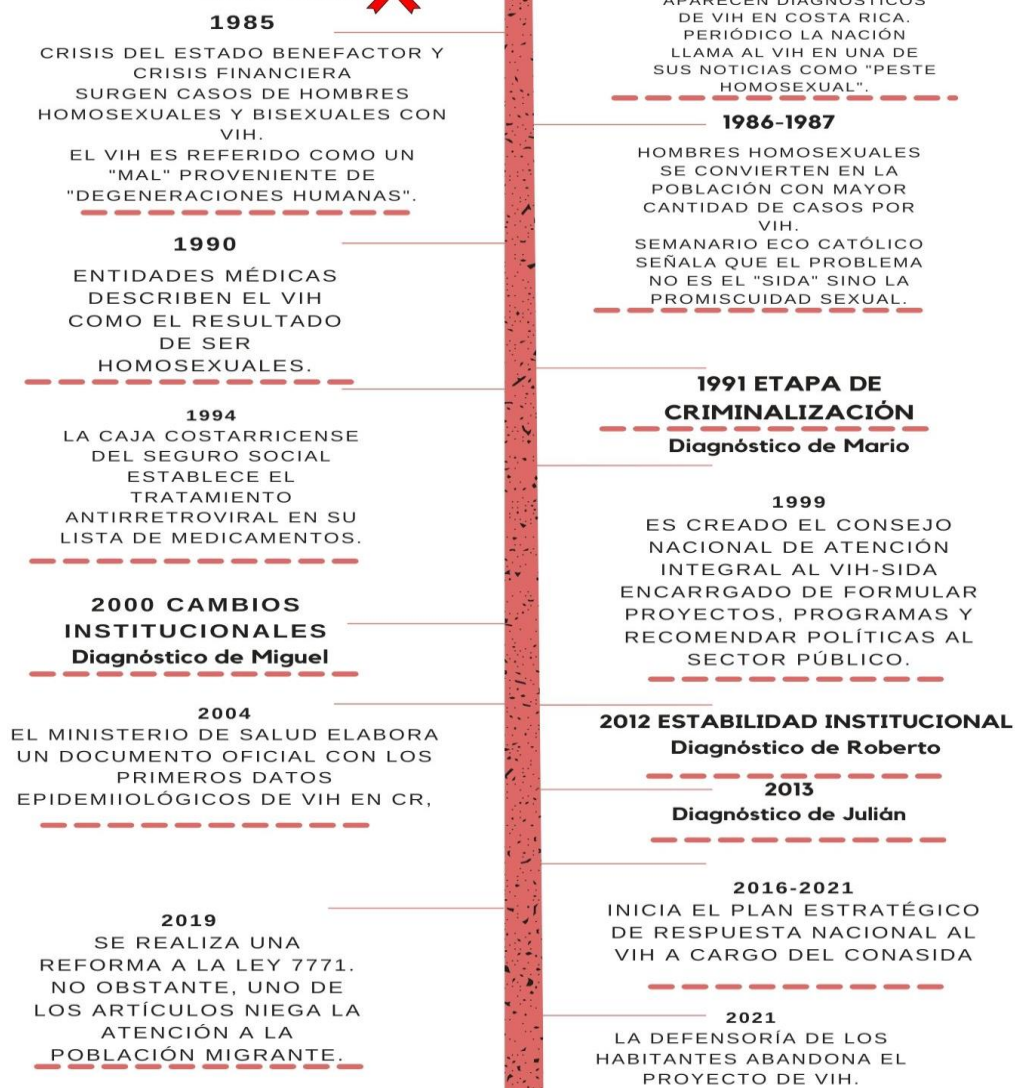 1985
CRISIS DEL ESTADO BENEFACTOR Y
CRISIS FINANCIERA
SURGEN CASOS DE HOMBRES
HOMOSEXUALES Y BISEXUALES CON
VIH.
EL VIH ES REFERIDO COMO UN
"MAL" PROVENIENTE DE
"DEGENERACIONES HUMANAS".
APARECEN DIAGNÓSTICOS
DE VIH EN COSTA RICA.
PERIÓDICO LA NACIÓN
LLAMA AL VIH EN UNA DE
SUS NOTICIAS COMO "PESTE
HOMOSEXUAL".
1986-1987
HOMBRES HOMOSEXUALES
SE CONVIERTEN EN LA
POBLACIÓN CON MAYOR
CANTIDAD DE CASOS POR
VIH.
SEMANARIO ECO CATÓLICO
SEÑALA QUE EL PROBLEMA
NO ES EL "SIDA" SINO LA
PROMISCUIDAD SEXUAL.
1990
ENTIDADES MÉDICAS
DESCRIBEN EL VIH
COMO EL RESULTADO
DE SER
HOMOSEXUALES.
1991 ETAPA DE
CRIMINALIZACIÓN
Diagnóstico de Mario
1994
LA CAJA COSTARRICENSE
DEL SEGURO SOCIAL
ESTABLECE EL
TRATAMIENTO
ANTIRRETROVIRAL EN SU
LISTA DE MEDICAMENTOS.
1999
ES CREADO EL CONSEJO
NACIONAL DE ATENCIÓN
INTEGRAL AL VIH-SIDA
ENCARRGADO DE FORMULAR
PROYECTOS, PROGRAMAS Y
RECOMENDAR POLÍTICAS AL
SECTOR PÚBLICO.
2000 CAMBIOS
INSTITUCIONALES
Diagnóstico de Miguel
2004
EL MINISTERIO DE SALUD ELABORA
UN DOCUMENTO OFICIAL CON LOS
PRIMEROS DATOS
EPIDEMIIOLÓGICOS DE VIH EN CR,
2012 ESTABILIDAD INSTITUCIONAL
Diagnóstico de Roberto
2013
Diagnóstico de Julián
2016-2021
INICIA EL PLAN ESTRATÉGICO
DE RESPUESTA NACIONAL AL
VIH A CARGO DEL CONASIDA
2019
SE REALIZA UNA
REFORMA A LA LEY 7771.
NO OBSTANTE, UNO DE
LOS ARTÍCULOS NIEGA LA
ATENCIÓN A LA
POBLACIÓN MIGRANTE.
2021
LA DEFENSORÍA DE LOS
HABITANTES ABANDONA EL
PROYECTO DE VIH.